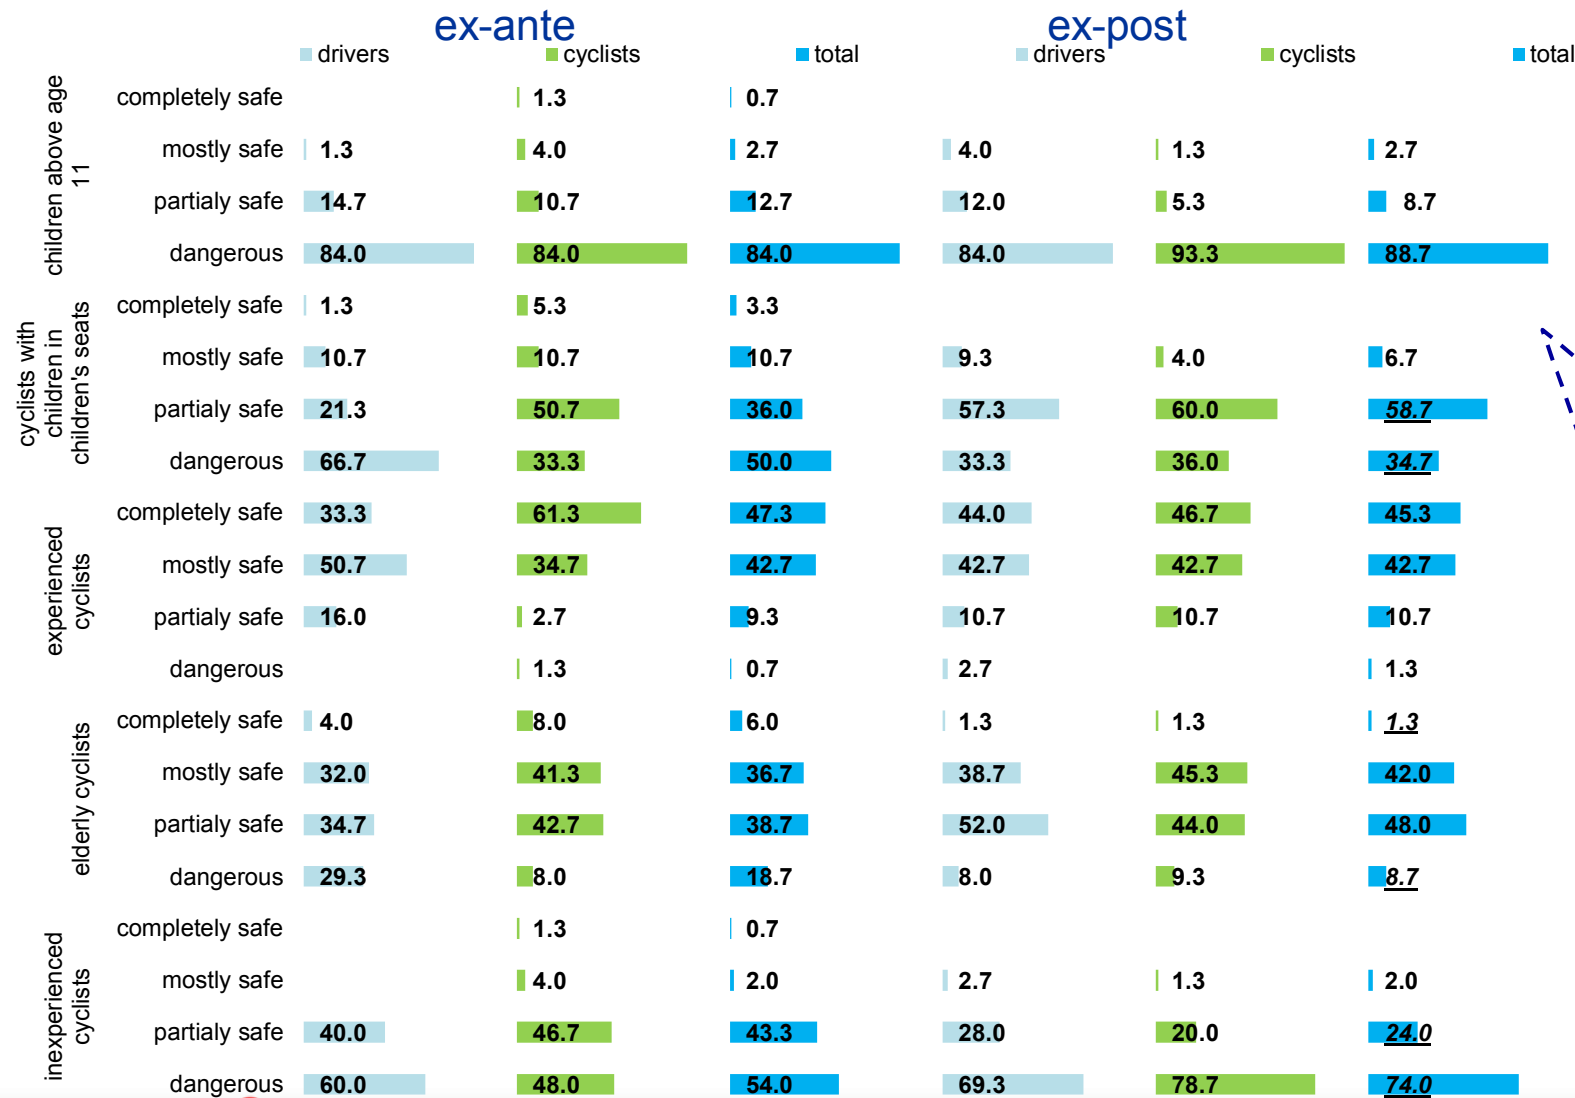 ex-ante ex-post
drivers cyclists total drivers cyclists total
children above age
11
completely safe 1.3 0.7
mostly safe 1.3 4.0 2.7 4.0 1.3 2.7
partialy safe 14.7 10.7 12.7 12.0 5.3 8.7
dangerous 84.0 84.0 84.0 84.0 93.3 88.7
cyclists with
children in
children's seats
completely safe 1.3 5.3 3.3
mostly safe 10.7 10.7 10.7 9.3 4.0 6.7
partialy safe 21.3 50.7 36.0 57.3 60.0 58.7
dangerous 66.7 33.3 50.0 33.3 36.0 34.7
experienced
cyclists
completely safe 33.3 61.3 47.3 44.0 46.7 45.3
mostly safe 50.7 34.7 42.7 42.7 42.7 42.7
partialy safe 16.0 2.7 9.3 10.7 10.7 10.7
dangerous 1.3 0.7 2.7 1.3
elderly cyclists
completely safe 4.0 8.0 6.0 1.3 1.3 1.3
mostly safe 32.0 41.3 36.7 38.7 45.3 42.0
partialy safe 34.7 42.7 38.7 52.0 44.0 48.0
dangerous 29.3 8.0 18.7 8.0 9.3 8.7
inexperienced
cyclists
completely safe 1.3 0.7
mostly safe 4.0 2.0 2.7 1.3 2.0
partialy safe 40.0 46.7 43.3 28.0 20.0 24.0
dangerous 60.0 48.0 54.0 69.3 78.7 74.0